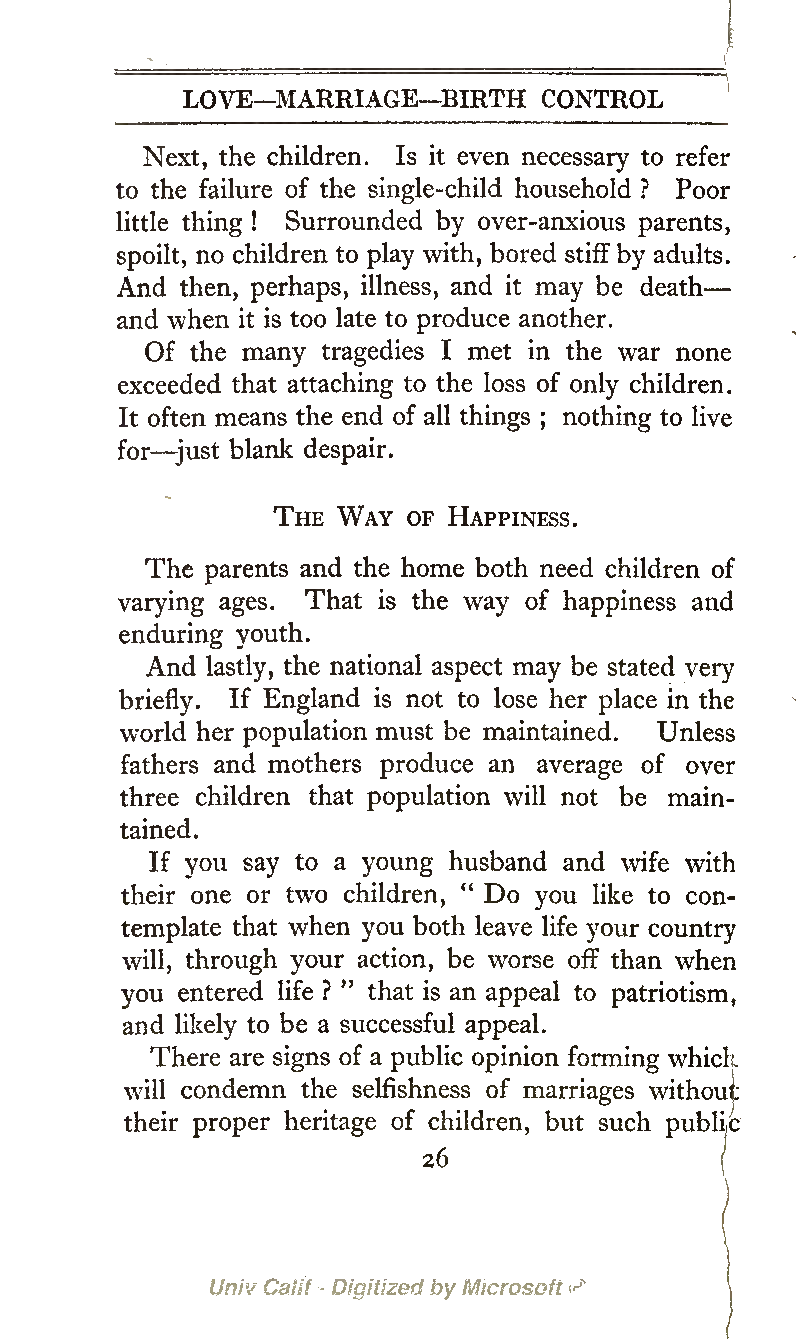 LOVE—MARRIAGE—BIRTH CONTROL
Next, the children. Is it even necessary to refer
to the failure of the single-child household ? Poor
little thing ! Surrounded by over-anxious parents,
spoilt, no children to play with, bored stiff by adults.
And then, perhaps, illness, and it may be death—
and when it is too late to produce another.
Of the many tragedies I met in the war none
exceeded that attaching to the loss of only children.
It often means the end of all things ; nothing to live
for—just blank despair.
THE WAY OF HAPPINESS.
The parents and the home both need children of
varying ages. That is the way of happiness and
enduring youth.
And lastly, the national aspect may be stated very
briefly. If England is not to lose her place in the
world her population must be maintained. Unless
fathers and mothers produce an average of over
three children that population will not be main-
tained.
If you say to a young husband and wife with
their one or two children, “ Do you like to con-
template that when you both leave life your country
will, through your action, be worse off than when
you entered life ? ” that is an appeal to patriotism,
and likely to be a successful appeal.
There are signs of a public opinion forming which
will condemn the selfishness of marriages without
their proper heritage of children, but such public
26
Univ Calif - Digitized by Microsoft ®